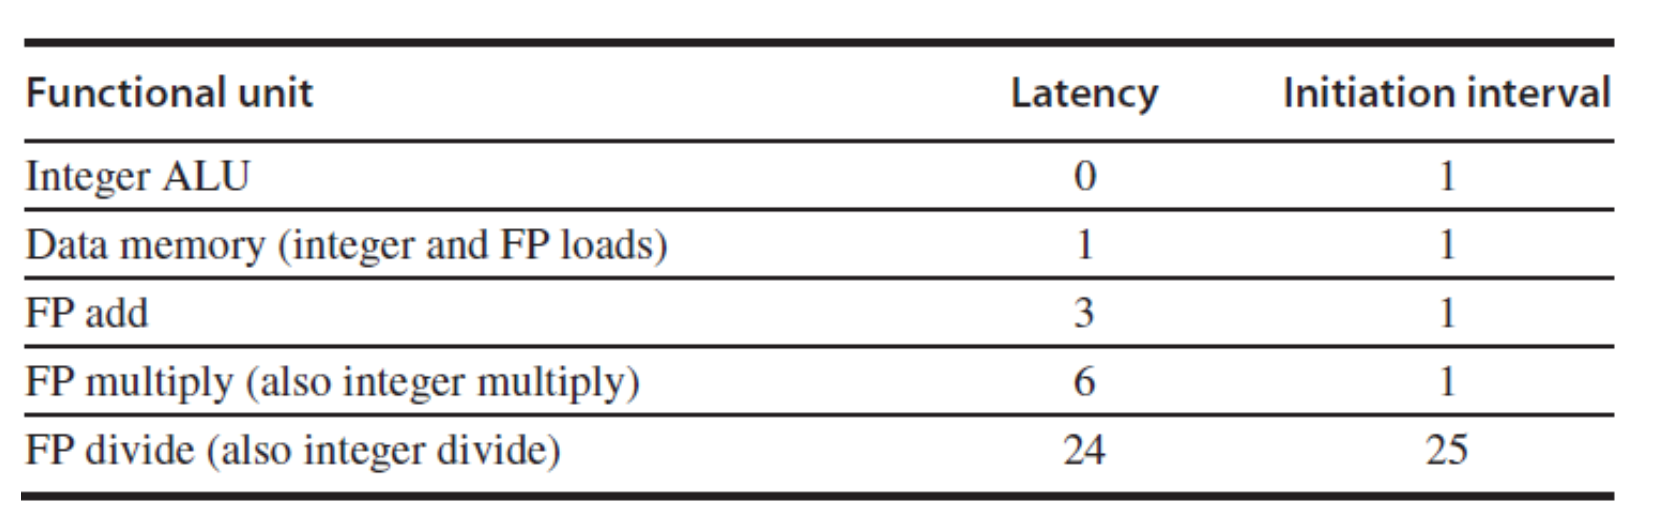 Functional unit Latency Initiation interval
Integer ALU 0 1
Data memory (integer and FP loads) 1 1
FP add 3 1
FP multiply (also integer multiply) 6 1
FP divide (also integer divide) 24 25